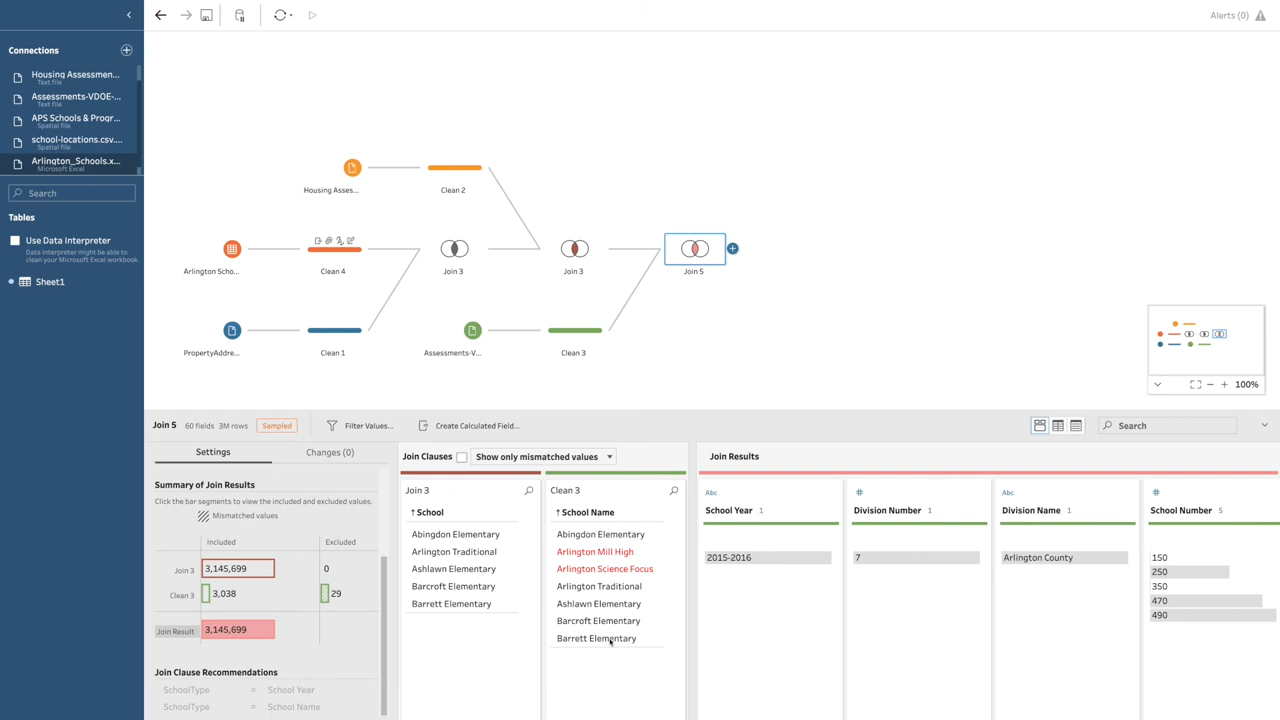 Alerts (0)
Connections
Housing Assessmen...
Text file
Assessments-VDOE-...
Text file
APS Schools & Progr...
Spatial file
school-locations.csv....
Spatial file
Arlington_Schools.x...
Microsoft Excel
Search
Tables
Use Data Interpreter
Data Interpreter might be able to
clean your Microsoft Excel workbook.
Sheet1
Housing Asses...
Clean 2
Arlington Scho...
Clean 4
Join 3
Join 3
Join 5
PropertyAddre...
Clean 1
Assessments-V...
Clean 3
100%
Join 5 60 fields 3M rows Sampled Filter Values... Create Calculated Field... Search
Settings Changes (0)
Summary of Join Results
Click the bar segments to view the included and excluded values.
Mismatched values
Included Excluded
Join 3 3,145,699 0
Clean 3 3,038 29
Join Result 3,145,699
Join Clause Recommendations
SchoolType = School Year
SchoolType = School Name
Join Clauses Show only mismatched values
Join 3
School
Abingdon Elementary
Arlington Traditional
Ashlawn Elementary
Barcroft Elementary
Barrett Elementary
Clean 3
School Name
Abingdon Elementary
Arlington Mill High
Arlington Science Focus
Arlington Traditional
Ashlawn Elementary
Barcroft Elementary
Barrett Elementary
Join Results
Abc
School Year 1
2015-2016
#
Division Number 1
7
Abc
Division Name 1
Arlington County
#
School Number 5
150
250
350
470
490